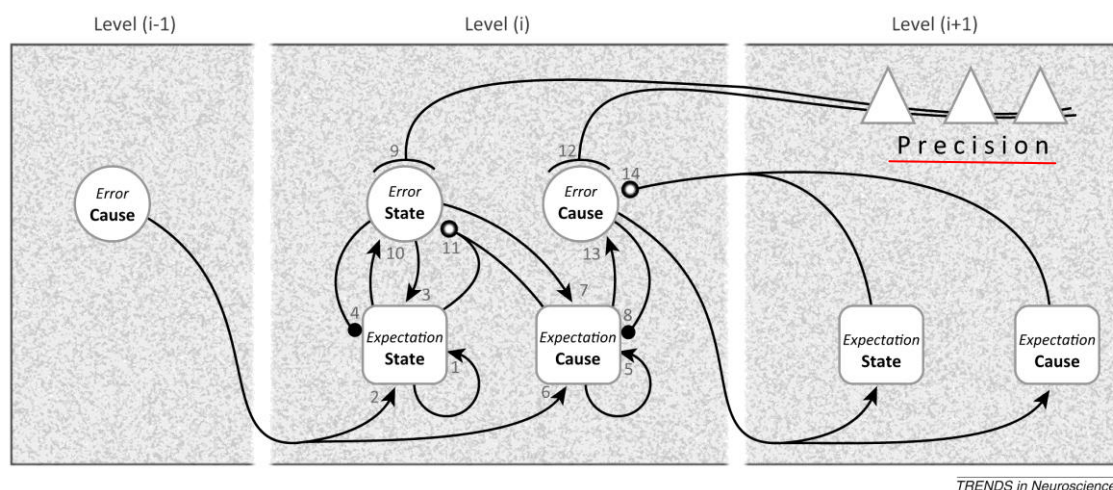 Level (i-1)
Level (i)
Level (i+1)
Precision
9
12
14
Error
Cause
Error
State
Error
Cause
10
11
13
3
7
4
8
Expectation
State
Expectation
Cause
Expectation
State
Expectation
Cause
1
5
2
6
TRENDS in Neuroscience